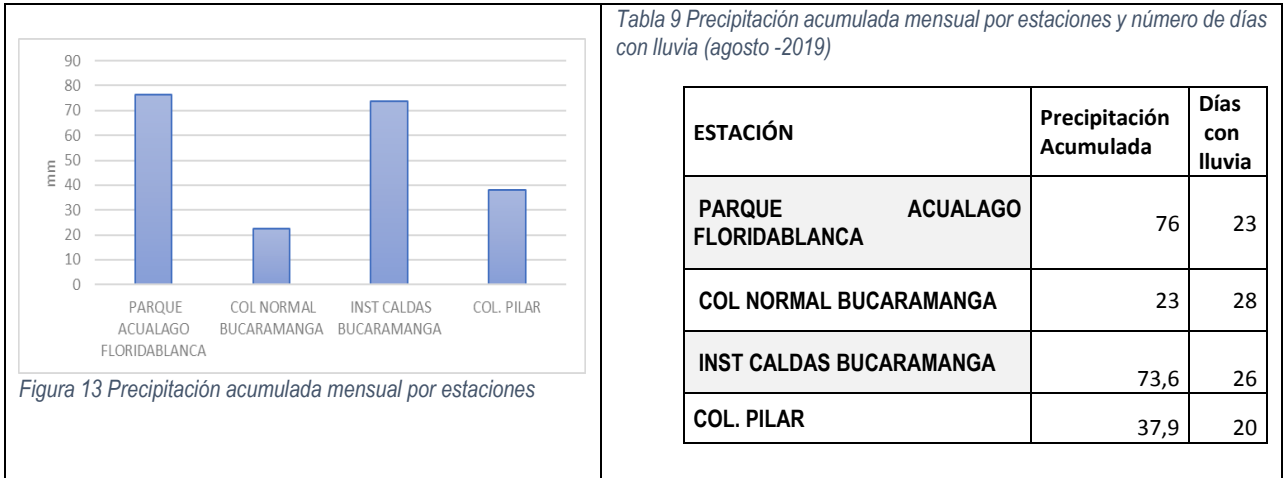 90
80
70
60
50
40
30
20
10
0
mm
PARQUE ACUALAGO FLORIDABLANCA
COL NORMAL BUCARAMANGA
INST CALDAS BUCARAMANGA
COL. PILAR
Figura 13 Precipitación acumulada mensual por estaciones
Tabla 9 Precipitación acumulada mensual por estaciones y número de días
con lluvia (agosto -2019)
ESTACIÓN Precipitación Acumulada Días con lluvia
PARQUE ACUALAGO FLORIDABLANCA 76 23
COL NORMAL BUCARAMANGA 23 28
INST CALDAS BUCARAMANGA 73,6 26
COL. PILAR 37,9 20